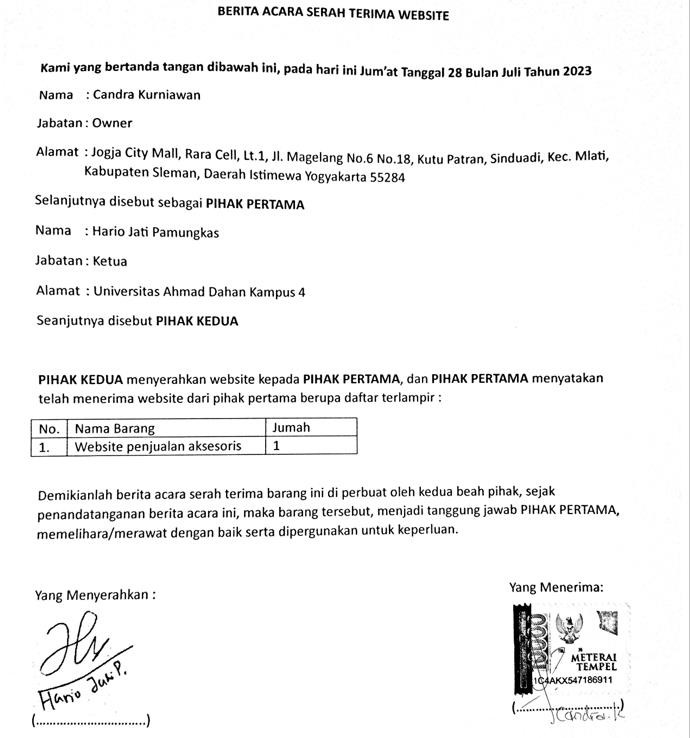 BERITA ACARA SERAH TERIMA WEBSITE
Kami yang bertanda tangan dibawah ini, pada hari ini Jum'at Tanggal 28 Bulan Juli Tahun 2023
Nama : Candra Kurniawan
Jabatan : Owner
Alamat : Jogja City Mall, Rara Cell, Lt.1, Jl. Magelang No.6 No.18, Kutu Patran, Sinduadi, Kec. Mlati,
Kabupaten Sleman, Daerah Istimewa Yogyakarta 55284
Selanjutnya disebut sebagai PIHAK PERTAMA
Nama : Hario Jati Pamungkas
Jabatan : Ketua
Alamat : Universitas Ahmad Dahan Kampus 4
Seanjutnya disebut PIHAK KEDUA
PIHAK KEDUA menyerahkan website kepada PIHAK PERTAMA, dan PIHAK PERTAMA menyatakan
telah menerima website dari pihak pertama berupa daftar terlampir :
No. Nama Barang Jumah
1. Website penjualan aksesoris 1
Demikianlah berita acara serah terima barang ini di perbuat oleh kedua beah pihak, sejak
penandatanganan berita acara ini, maka barang tersebut, menjadi tanggung jawab PIHAK PERTAMA,
memelihara/merawat dengan baik serta dipergunakan untuk keperluan.
Yang Menyerahkan :
Hario Jati P.
(................................)
Yang Menerima:
10000
METERAI
TEMPEL
1C4AKX547186911
(................................)
Candra.K